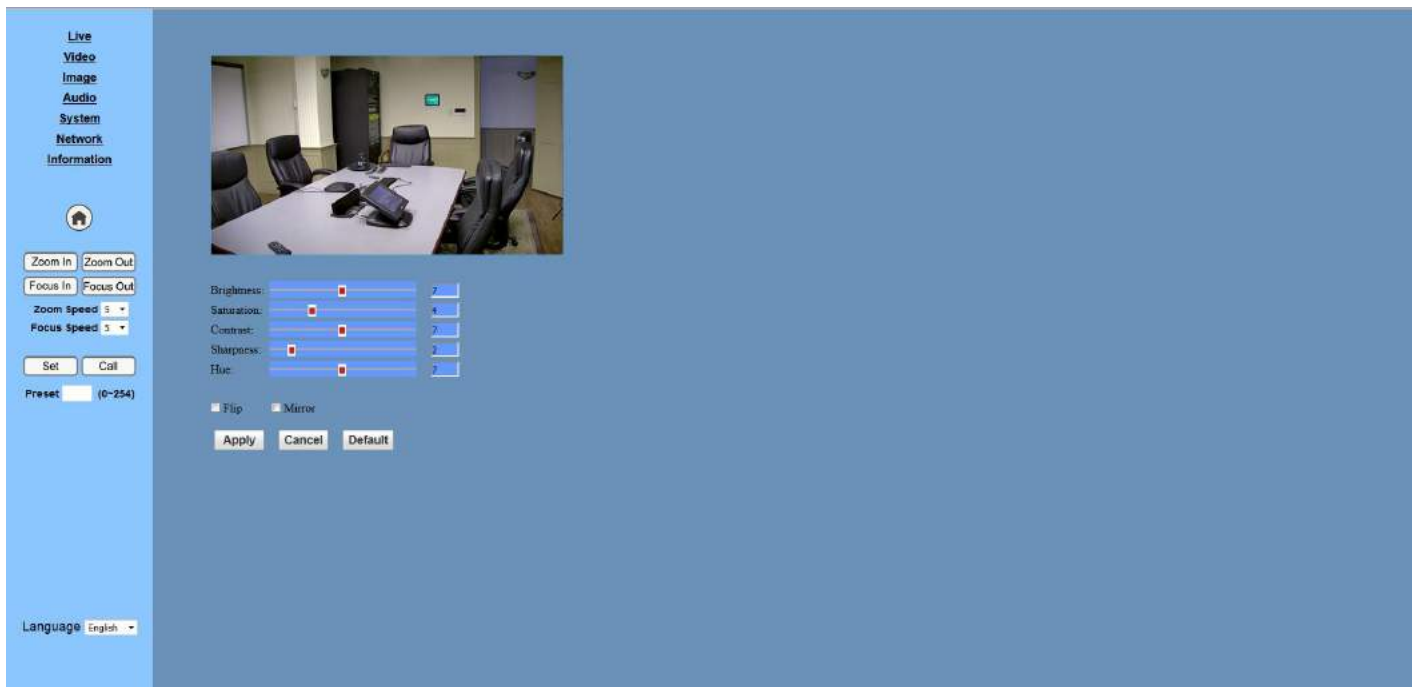 Live
Video
Image
Audio
System
Network
Information
Zoom In Zoom Out
Focus In Focus Out
Zoom Speed 5
Focus Speed 5
Set Call
Preset (0~254)
Language English
Brightness: 7
Saturation: 4
Contrast: 7
Sharpness: 2
Hue: 7
Flip Mirror
Apply Cancel Default